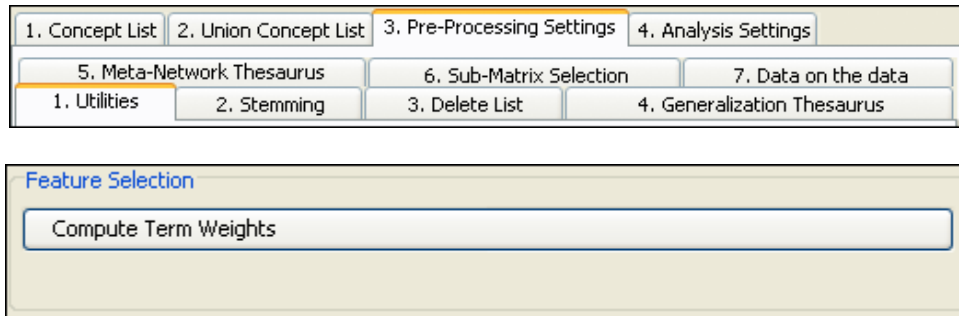 1. Concept List 2. Union Concept List 3. Pre-Processing Settings 4. Analysis Settings
5. Meta-Network Thesaurus 6. Sub-Matrix Selection 7. Data on the data
1. Utilities 2. Stemming 3. Delete List 4. Generalization Thesaurus
Feature Selection
Compute Term Weights